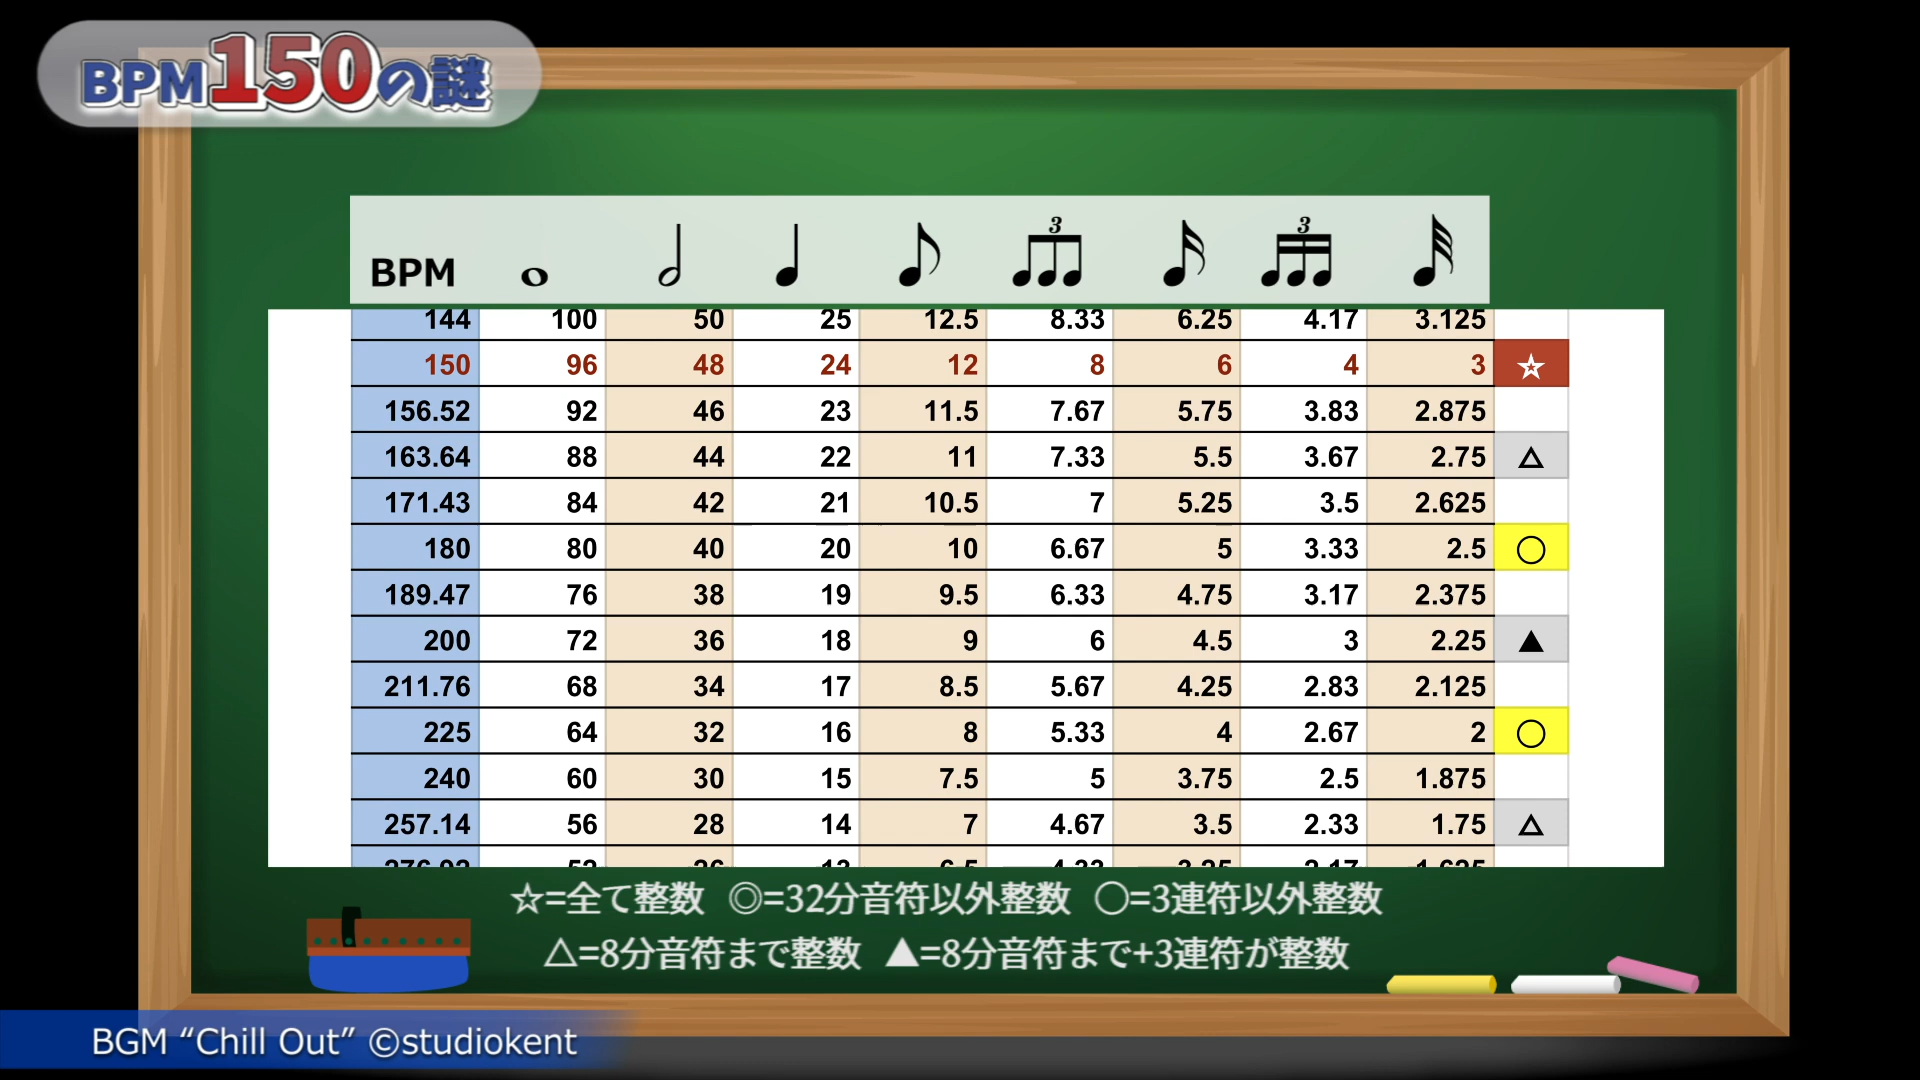 BPM150の謎
BPM 3 3
144 100 50 25 12.5 8.33 6.25 4.17 3.125
150 96 48 24 12 8 6 4 3 ☆
156.52 92 46 23 11.5 7.67 5.75 3.83 2.875
163.64 88 44 22 11 7.33 5.5 3.67 2.75 △
171.43 84 42 21 10.5 7 5.25 3.5 2.625
180 80 40 20 10 6.67 5 3.33 2.5 ○
189.47 76 38 19 9.5 6.33 4.75 3.17 2.375
200 72 36 18 9 6 4.5 3 2.25 ▲
211.76 68 34 17 8.5 5.67 4.25 2.83 2.125
225 64 32 16 8 5.33 4 2.67 2 ○
240 60 30 15 7.5 5 3.75 2.5 1.875
257.14 56 28 14 7 4.67 3.5 2.33 1.75 △
☆=全て整数 ◎=32分音符以外整数 ○=3連符以外整数
△=8分音符まで整数 ▲=8分音符まで+3連符が整数
BGM “Chill Out” ©studiokent